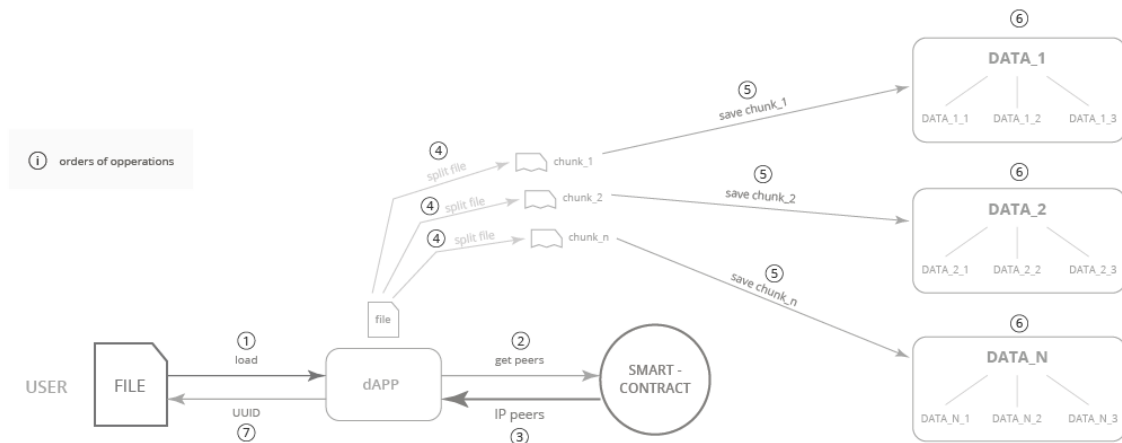 6
DATA_1
DATA_1_1 DATA_1_2 DATA_1_3
5
save chunk_1
i orders of opperations
4
split file
chunk_1
4 split file
chunk_2
4 split file
chunk_n
5
save chunk_2
6
DATA_2
DATA_2_1 DATA_2_2 DATA_2_3
5
save chunk_n
file
6
DATA_N
DATA_N_1 DATA_N_2 DATA_N_3
USER
FILE
1
load
UUID
7
dAPP
2
get peers
IP peers
3
SMART -
CONTRACT